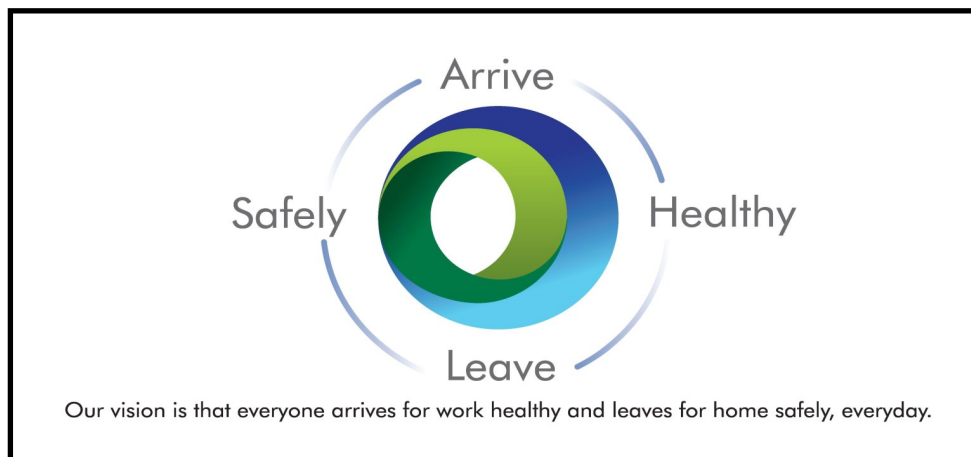 Arrive
Safely
Healthy
Leave
Our vision is that everyone arrives for work healthy and leaves for home safely, everyday.